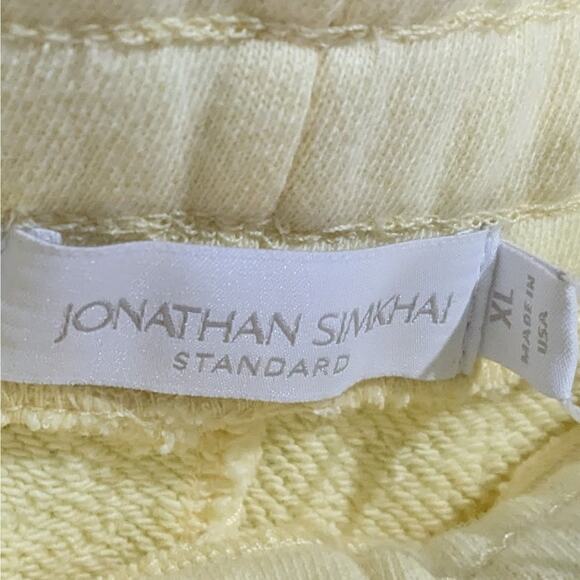 JONATHAN SIMKHAI
STANDARD
XL
MADE IN
USA